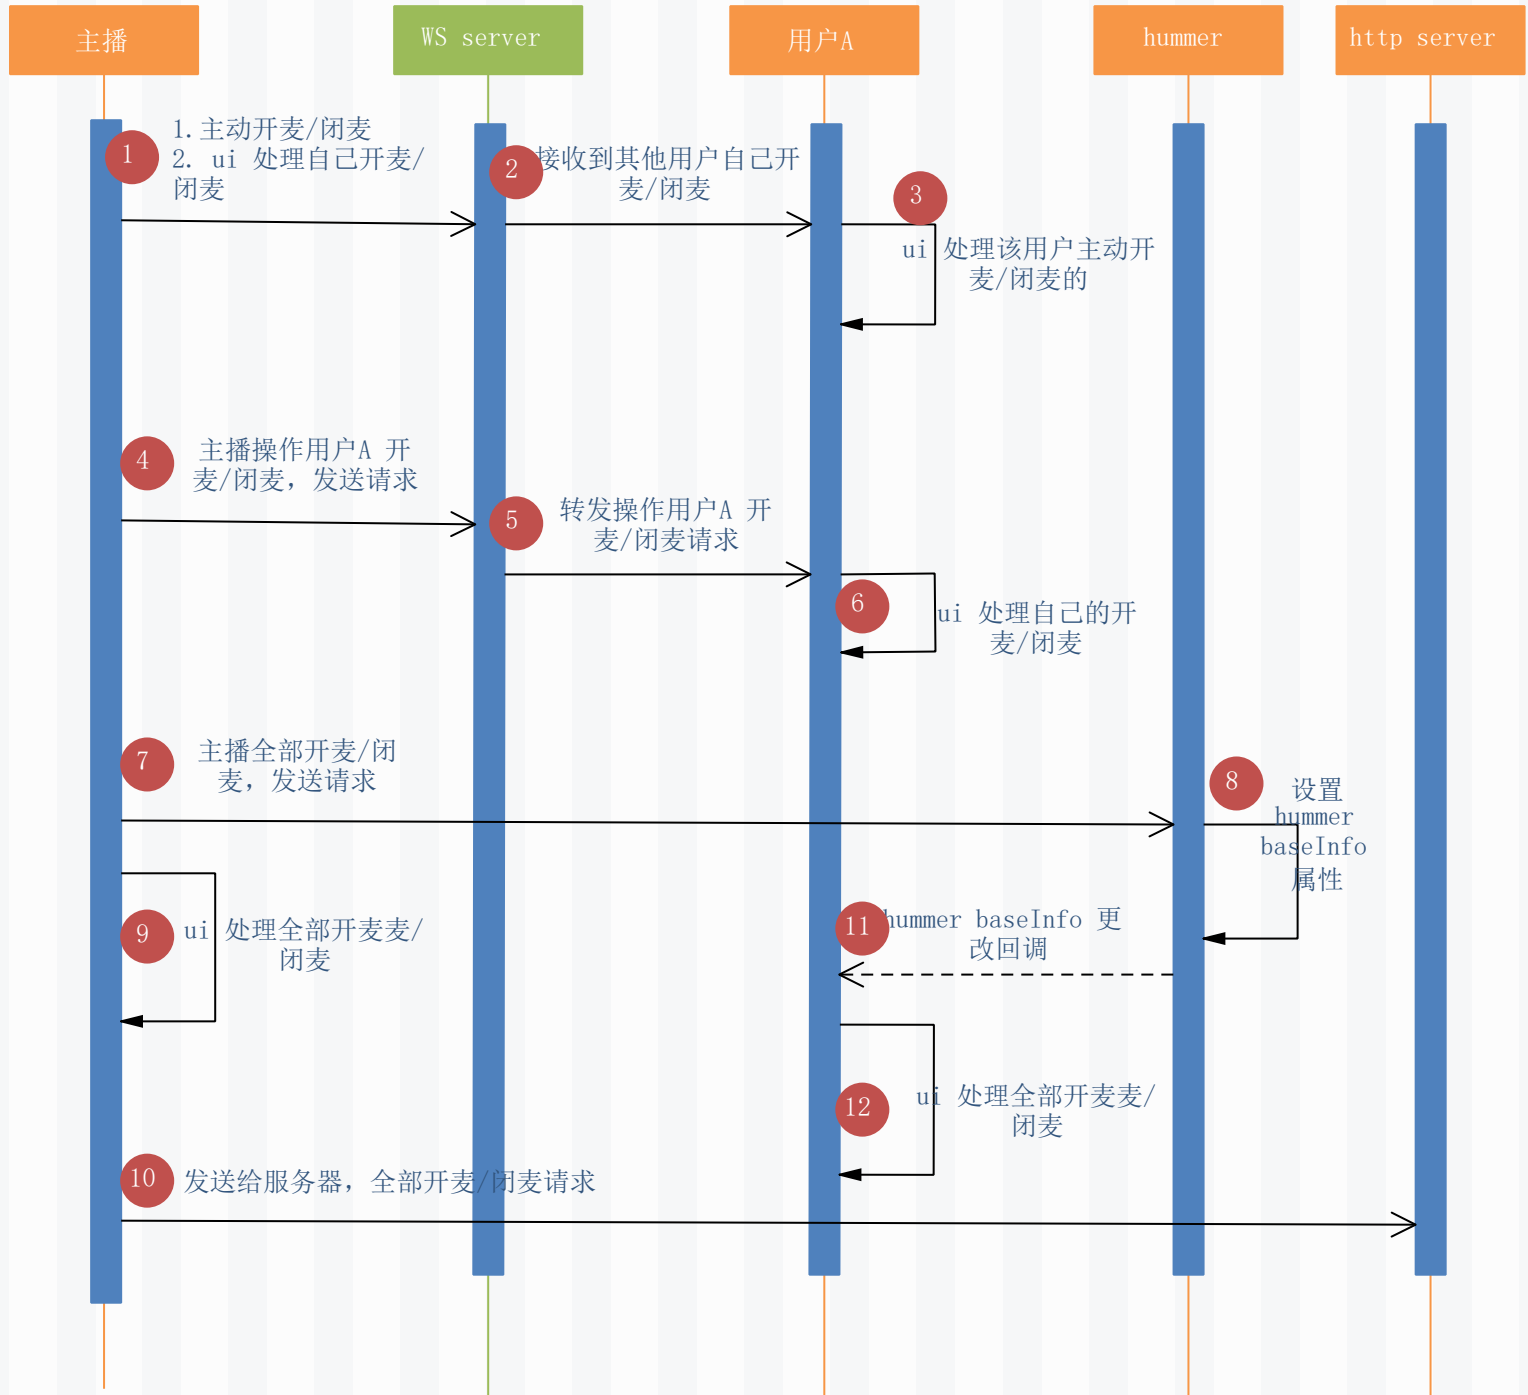 主播
WS server
用户A
hummer
http server
1
1.主动开麦/闭麦
2. ui 处理自己开麦/
闭麦
2
接收到其他用户自己开
麦/闭麦
3
ui 处理该用户主动开
麦/闭麦的
4
主播操作用户A 开
麦/闭麦，发送请求
5
转发操作用户A 开
麦/闭麦请求
6
ui 处理自己的开
麦/闭麦
7
主播全部开麦/闭
麦，发送请求
8
设置
hummer
baseInfo
属性
9
ui 处理全部开麦麦/
闭麦
11
hummer baseInfo 更
改回调
12
ui 处理全部开麦麦/
闭麦
10
发送给服务器，全部开麦/闭麦请求